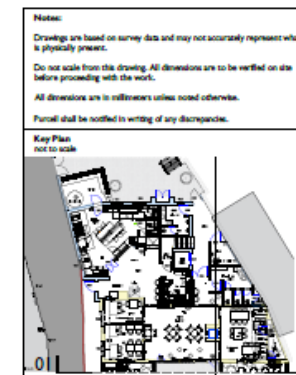 Notes:
Drawings are based on survey data and may not accurately represent wha
is physically present.
Do not scale from this drawing. All dimensions are to be verified on site
before proceeding with the work.
All dimensions are in millimeters unless noted otherwise.
Purcell shall be notified in writing of any discrepancies.
Key Plan
not to scale
01